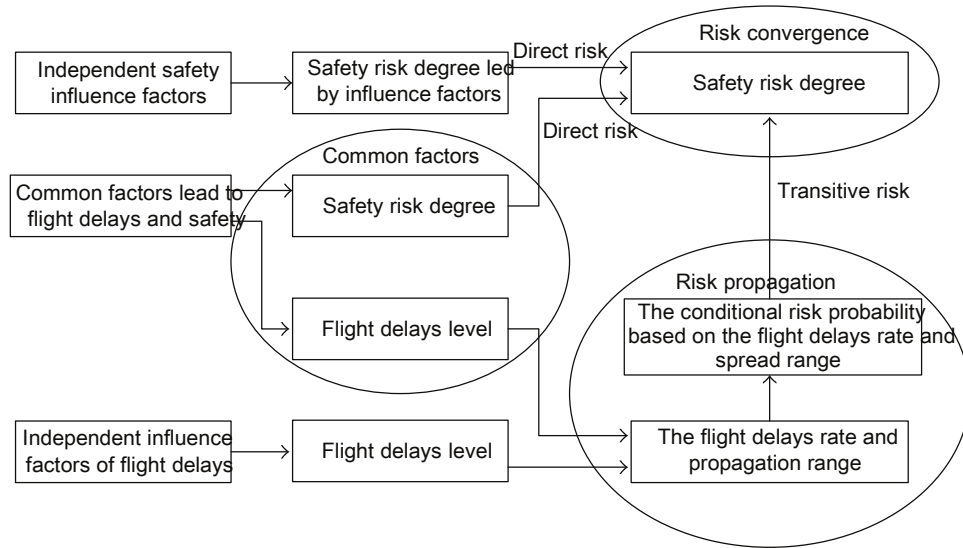 Risk convergence
Independent safety
influence factors
Safety risk degree led
by influence factors
Direct risk
Safety risk degree
Direct risk
Common factors
Common factors lead to
flight delays and safety
Safety risk degree
Transitive risk
Risk propagation
Flight delays level
The conditional risk probability
based on the flight delays rate and
spread range
Independent influence
factors of flight delays
Flight delays level
The flight delays rate and
propagation range